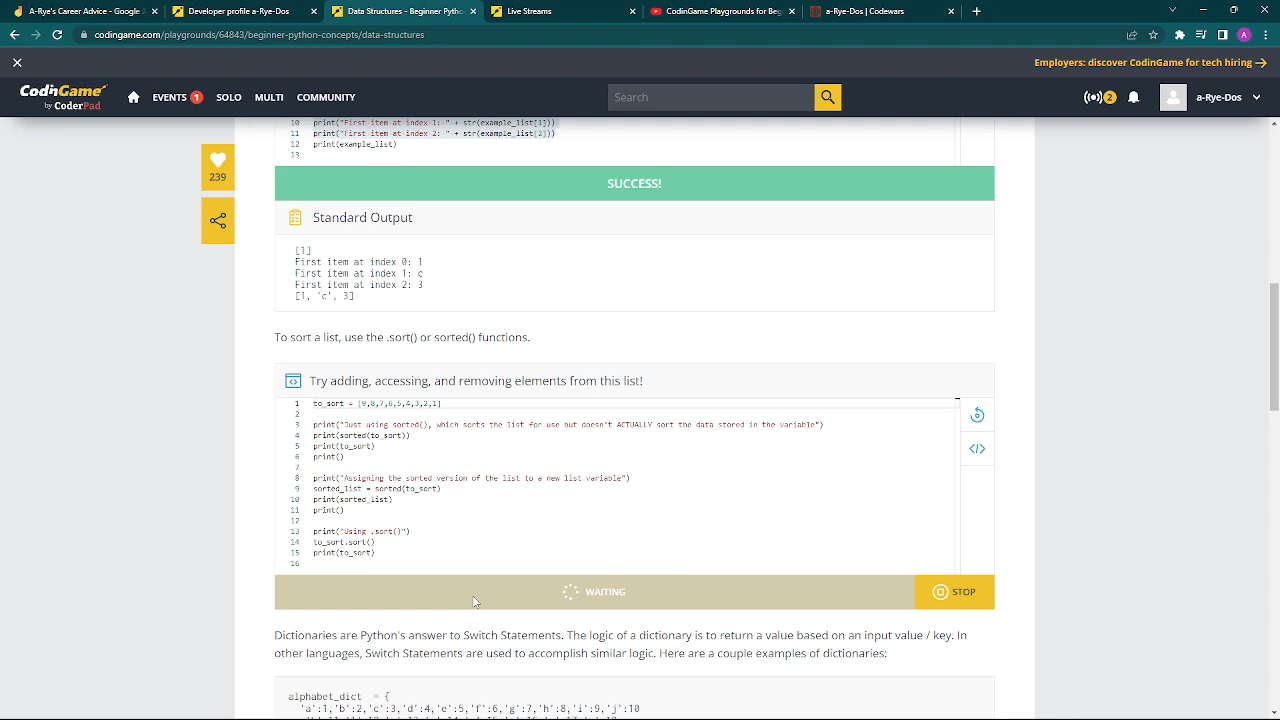 a-Rye's Career Advice - Google J
Developer profile a-Rye-Dos
Data Structures - Beginner Pytho
Live Streams
CodinGame Playgrounds for Beg
a-Rye-Dos | Codewars
codingame.com/playgrounds/64843/beginner-python-concepts/data-structures
A
Employers: discover CodinGame for tech hiring
CodinGame
by CoderPad
EVENTS 1 SOLO MULTI COMMUNITY
Search
2
a-Rye-Dos
239
10 print("First item at index 1: " + str(example_list[1]))
11 print("First item at index 2: " + str(example_list[2]))
12 print(example_list)
13
SUCCESS!
Standard Output
[1]
First item at index 0: 1
First item at index 1: c
First item at index 2: 3
[1, 'c', 3]
To sort a list, use the .sort() or sorted() functions.
Try adding, accessing, and removing elements from this list!
1 to_sort = [9,8,7,6,5,4,3,2,1]
2
3 print("Just using sorted(), which sorts the list for use but doesn't ACTUALLY sort the data stored in the variable")
4 print(sorted(to_sort))
5 print(to_sort)
6 print()
7
8 print("Assigning the sorted version of the list to a new list variable")
9 sorted_list = sorted(to_sort)
10 print(sorted_list)
11 print()
12
13 print("Using .sort()")
14 to_sort.sort()
15 print(to_sort)
16
WAITING
STOP
Dictionaries are Python's answer to Switch Statements. The logic of a dictionary is to return a value based on an input value / key. In
other languages, Switch Statements are used to accomplish similar logic. Here are a couple examples of dictionaries:
alphabet_dict = {
'a':1,'b':2,'c':3,'d':4,'e':5,'f':6,'g':7,'h':8,'i':9,'j':10